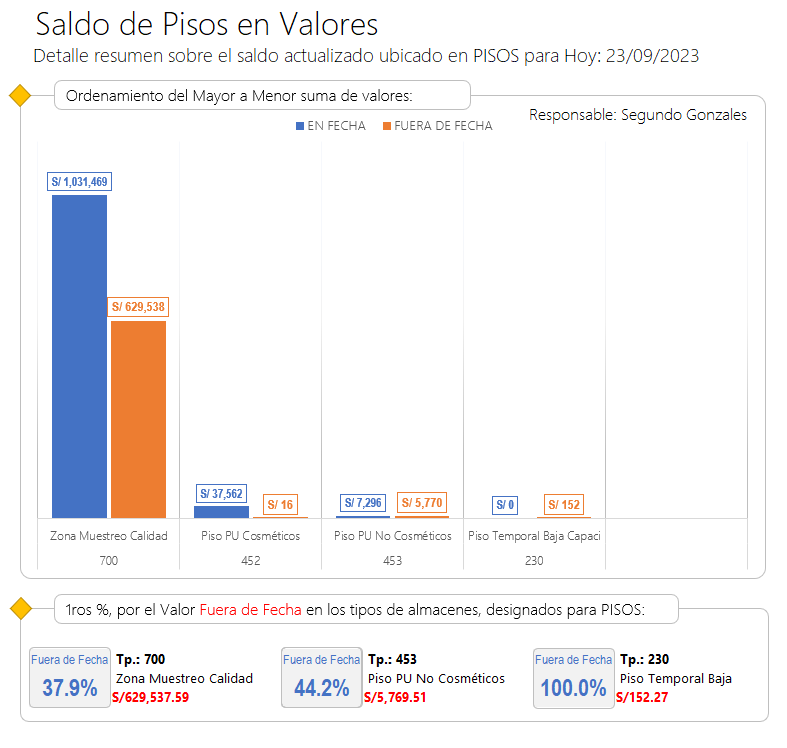 Saldo de Pisos en Valores
Detalle resumen sobre el saldo actualizado ubicado en PISOS para Hoy: 23/09/2023
Ordenamiento del Mayor a Menor suma de valores:
Responsable: Segundo Gonzales
EN FECHA FUERA DE FECHA
S/ 1,031,469
S/ 629,538
S/ 37,562
S/ 16
S/ 7,296
S/ 5,770
S/ 0
S/ 152
Zona Muestreo Calidad Piso PU Cosméticos Piso PU No Cosméticos Piso Temporal Baja Capaci
700 452 453 230
1ros %, por el Valor Fuera de Fecha en los tipos de almacenes, designados para PISOS:
Fuera de Fecha
37.9%
Tp.: 700
Zona Muestreo Calidad
S/629,537.59
Fuera de Fecha
44.2%
Tp.: 453
Piso PU No Cosméticos
S/5,769.51
Fuera de Fecha
100.0%
Tp.: 230
Piso Temporal Baja
S/152.27